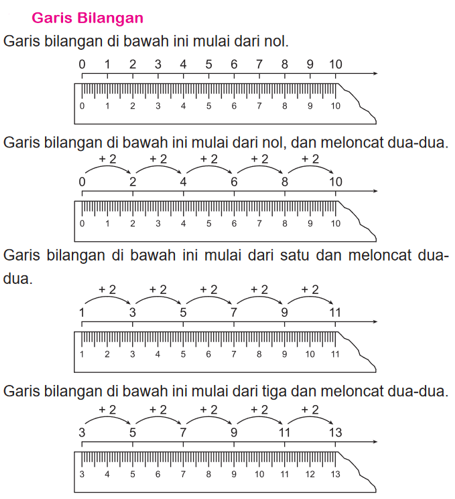 Garis Bilangan
Garis bilangan di bawah ini mulai dari nol.
0 1 2 3 4 5 6 7 8 9 10
0 1 2 3 4 5 6 7 8 9 10
Garis bilangan di bawah ini mulai dari nol, dan meloncat dua-dua.
+ 2 + 2 + 2 + 2 + 2
0 2 4 6 8 10
0 1 2 3 4 5 6 7 8 9 10
Garis bilangan di bawah ini mulai dari satu dan meloncat dua-
dua.
+ 2 + 2 + 2 + 2 + 2
1 3 5 7 9 11
1 2 3 4 5 6 7 8 9 10 11
Garis bilangan di bawah ini mulai dari tiga dan meloncat dua-dua.
+ 2 + 2 + 2 + 2 + 2
3 5 7 9 11 13
3 4 5 6 7 8 9 10 11 12 13